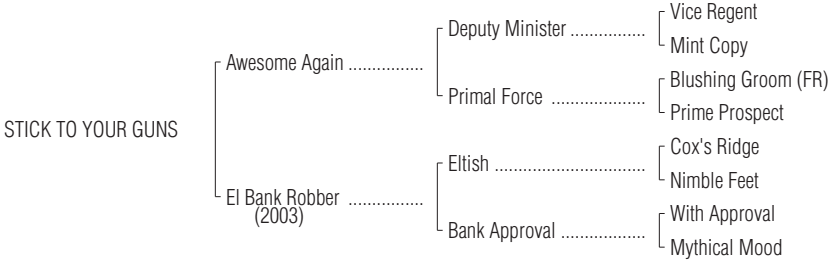 Vice Regent
Deputy Minister ................
Mint Copy
Awesome Again ................
Blushing Groom (FR)
Primal Force ....................
Prime Prospect
STICK TO YOUR GUNS
Cox's Ridge
Eltish ................................
Nimble Feet
El Bank Robber ................
(2003)
With Approval
Bank Approval ..................
Mythical Mood